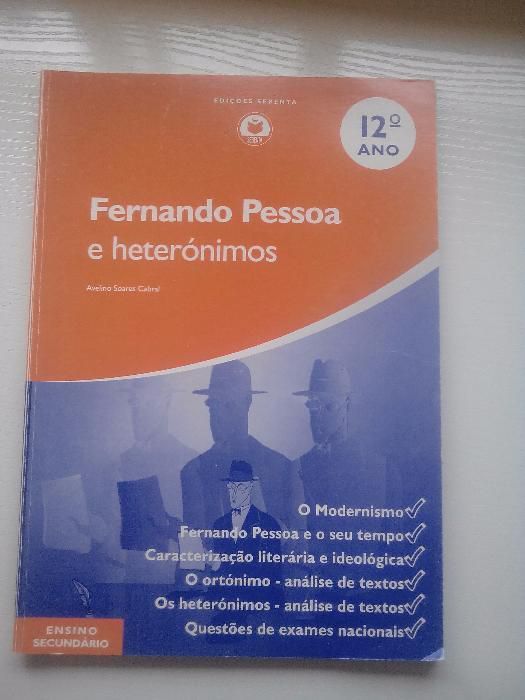 EDIÇÕES SEBENTA
12º
ANO
Fernando Pessoa
e heterónimos
Avelino Soares Cabral
O Modernismo
Fernando Pessoa e o seu tempo
Caracterização literária e ideológica
O ortónimo - análise de textos
Os heterónimos - análise de textos
Questões de exames nacionais
ENSINO
SECUNDÁRIO